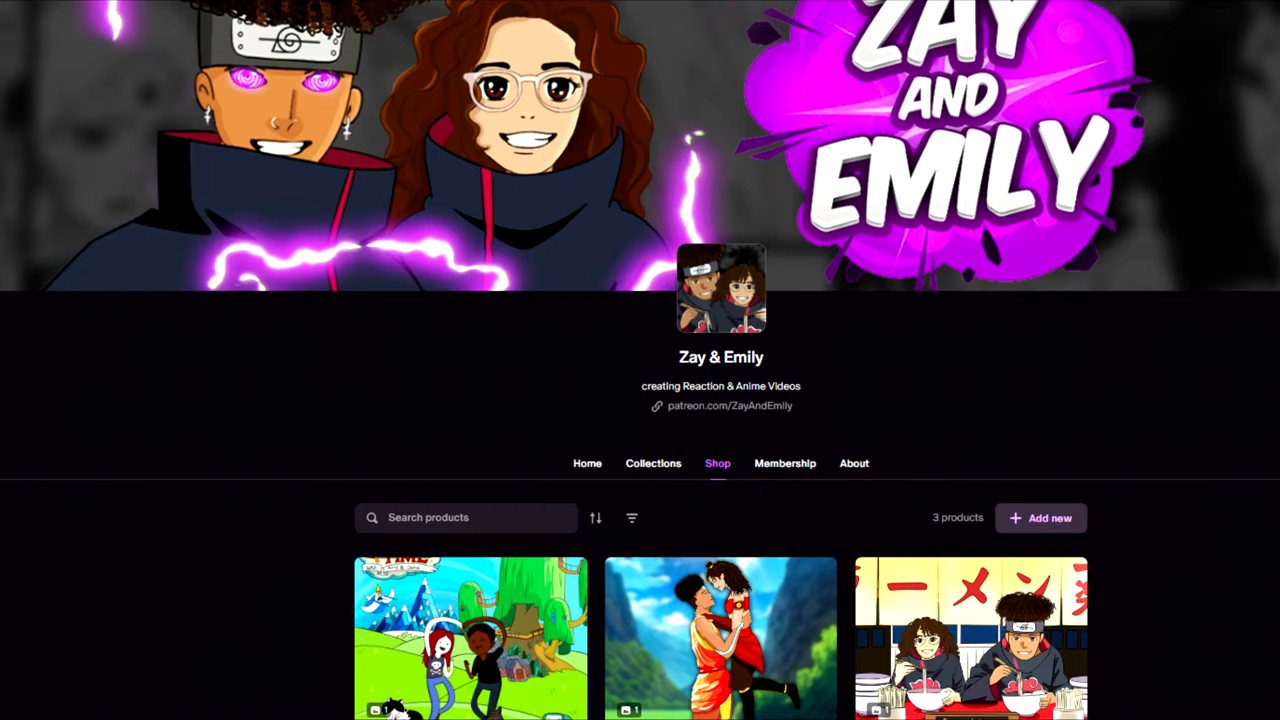 ZAY
AND
EMILY
Zay & Emily
creating Reaction & Anime Videos
patreon.com/ZayAndEmily
Home Collections Shop Membership About
Search products
3 products
+ Add new
TIME
ラーメン
1
1
1